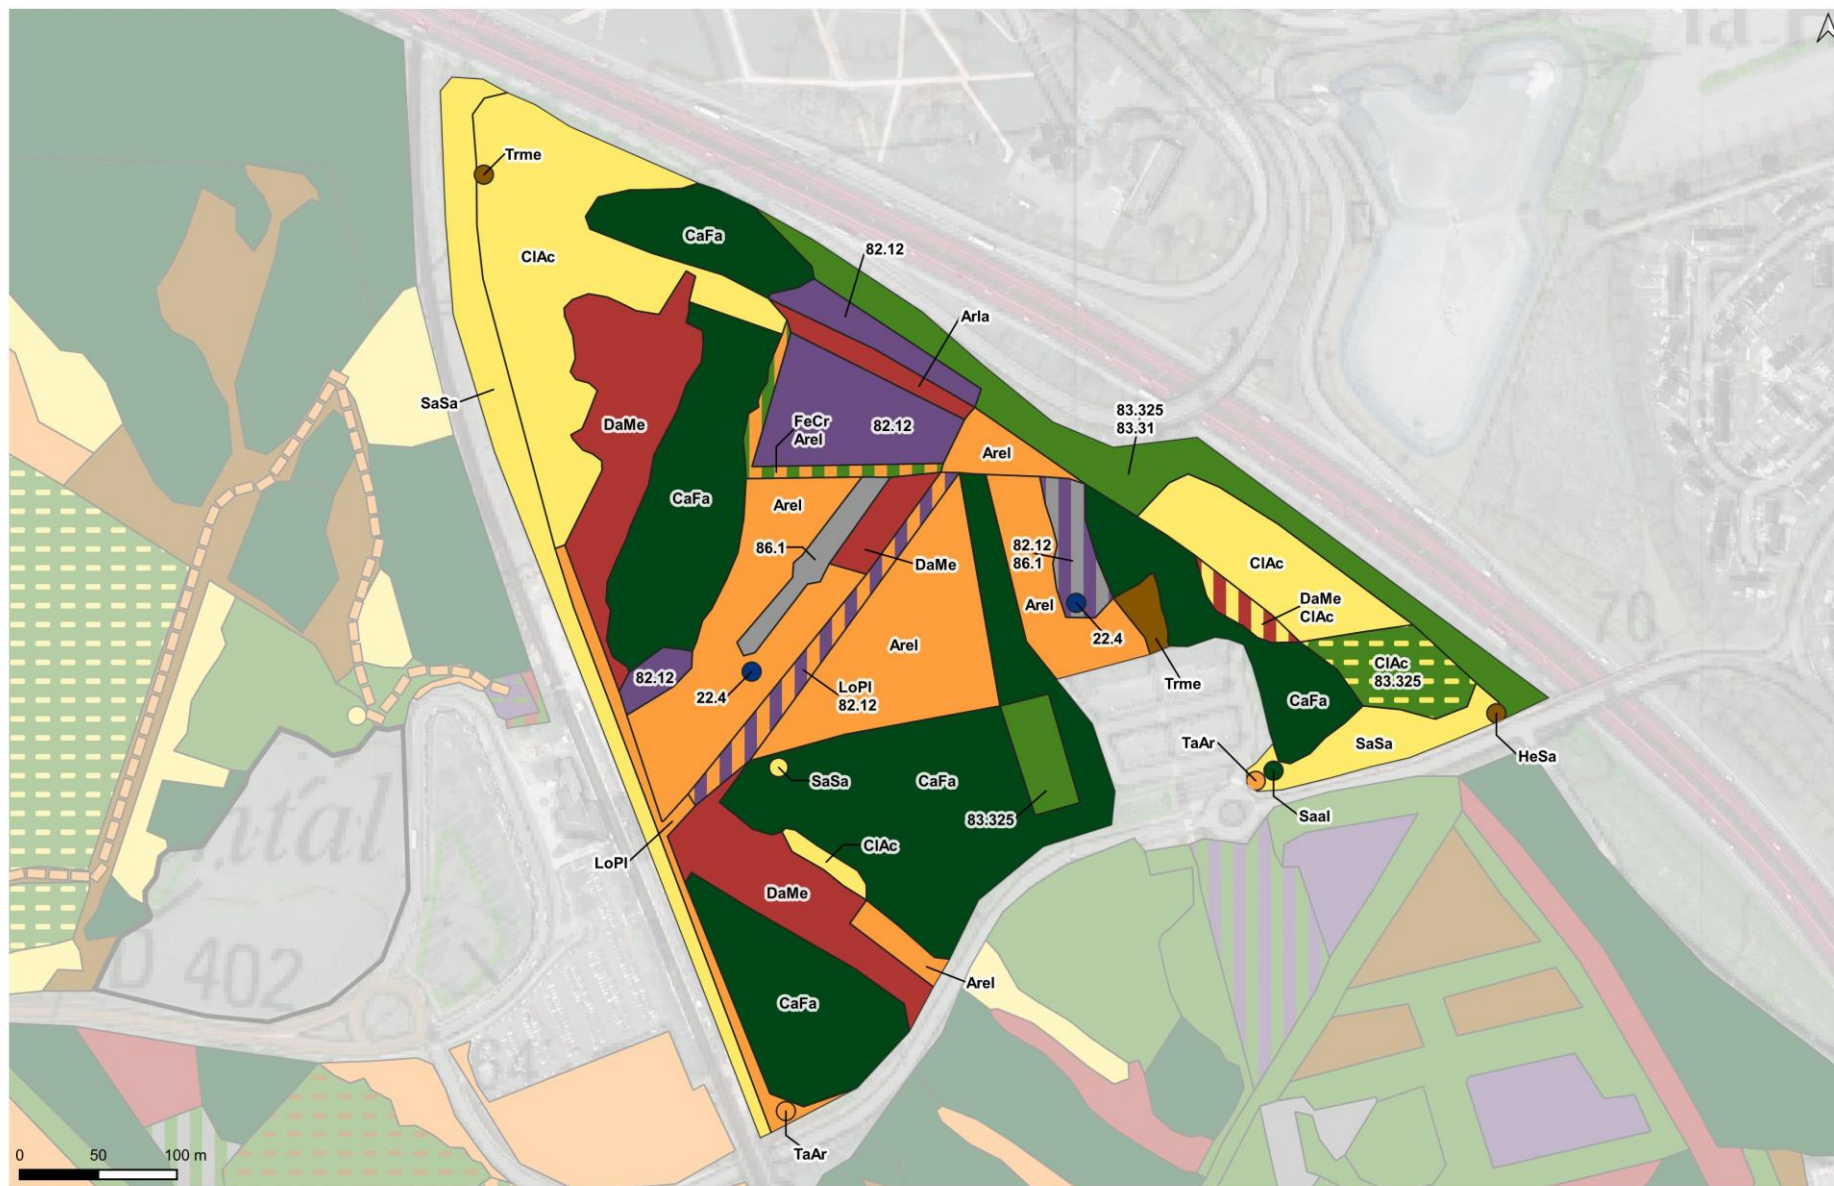 la
Trme
CaFa
ClAc
82.12
Arla
SaSa
DaMe
FeCr
Arel
82.12
83.325
83.31
Arel
CaFa
Arel
86.1
DaMe
82.12
86.1
ClAc
DaMe
ClAc
Arel
22.4
Arel
70
82.12
22.4
LoPl
82.12
Trme
ClAc
83.325
CaFa
TaAr
SaSa
HeSa
SaSa
CaFa
83.325
Saal
ClAc
LoPl
DaMe
D 402
CaFa
Arel
TaAr
0 50 100 m